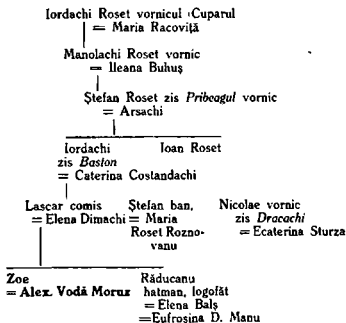 Iordachi Roset vornicul Cuparul
= Maria Racoviță
Manolachi Roset vornic
= Ileana Buhuș
Ștefan Roset zis Pribeagul vornic
= Arsachi
Iordachi Ioan Roset
zis Baston
= Caterina Costandachi
Lascar comis Ștefan ban, Nicolae vornic
= Elena Dimachi = Maria zis Dracachi
Roset Rozno- = Ecaterina Sturza
vanu
Zoe Răducanu
= Alex. Vodă Moruz hatman, logofăt
= Elena Balș
= Eufrosina D. Manu